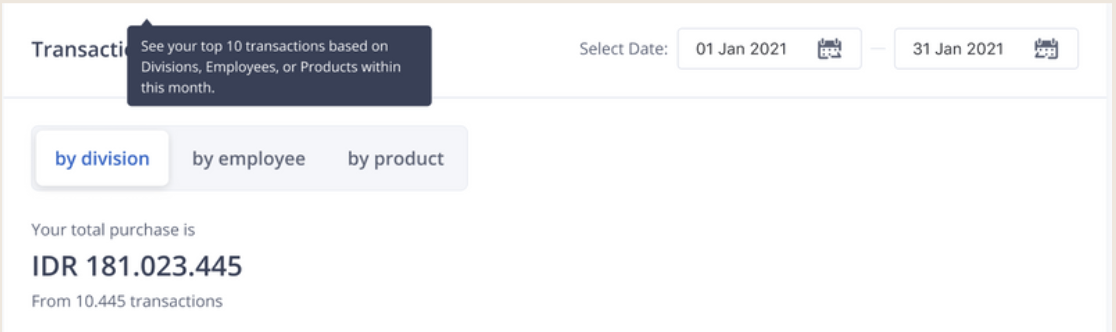 See your top 10 transactions based on
Divisions, Employees, or Products within
this month.
Select Date: 01 Jan 2021 — 31 Jan 2021
by division by employee by product
Your total purchase is
IDR 181.023.445
From 10.445 transactions